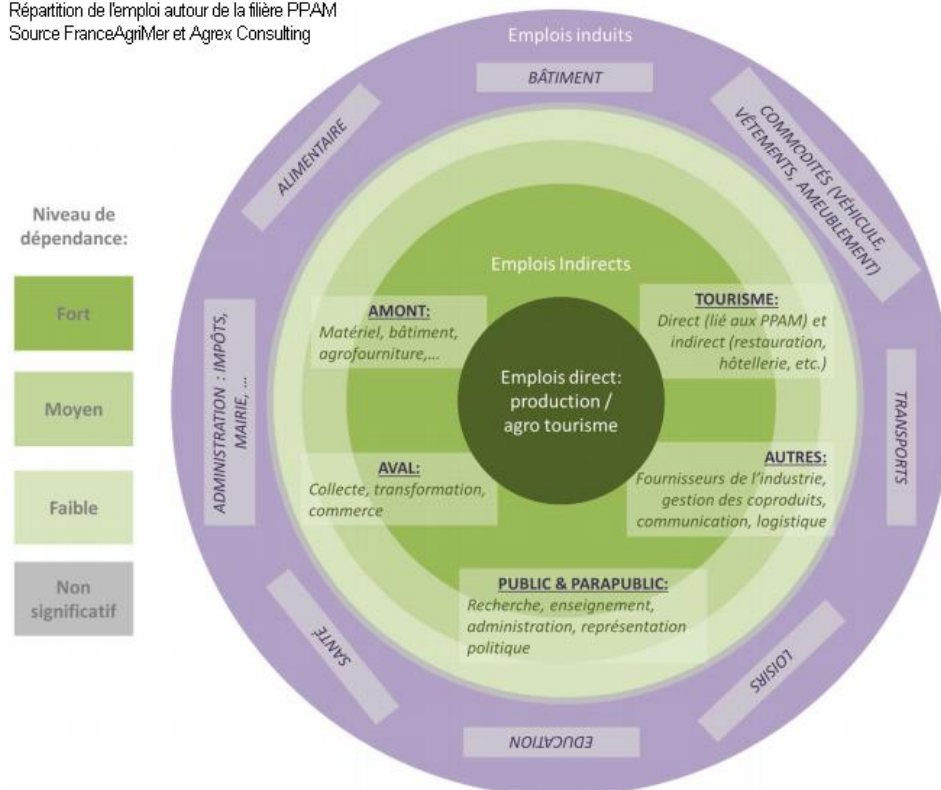 Répartition de l'emploi autour de la filière PPAM
Source FranceAgriMer et Agrex Consulting
Emplois induits
BÂTIMENT
ALIMENTAIRE
COMMODITÉS (VÉHICULE,
VÊTEMENTS, AMEUBLEMENT)
Niveau de
dépendance:
Fort
Moyen
Faible
Non
significatif
Emplois Indirects
AMONT:
Matériel, bâtiment,
agrofourniture,...
TOURISME:
Direct (lié aux PPAM) et
indirect (restauration,
hôtellerie, etc.)
Emplois direct:
production /
agro tourisme
ADMINISTRATION : IMPÔTS,
MAIRIE, ...
TRANSPORTS
AVAL:
Collecte, transformation,
commerce
AUTRES:
Fournisseurs de l'industrie,
gestion des coproduits,
communication, logistique
PUBLIC & PARAPUBLIC:
Recherche, enseignement,
administration, représentation
politique
SANTÉ
LOISIRS
EDUCATION